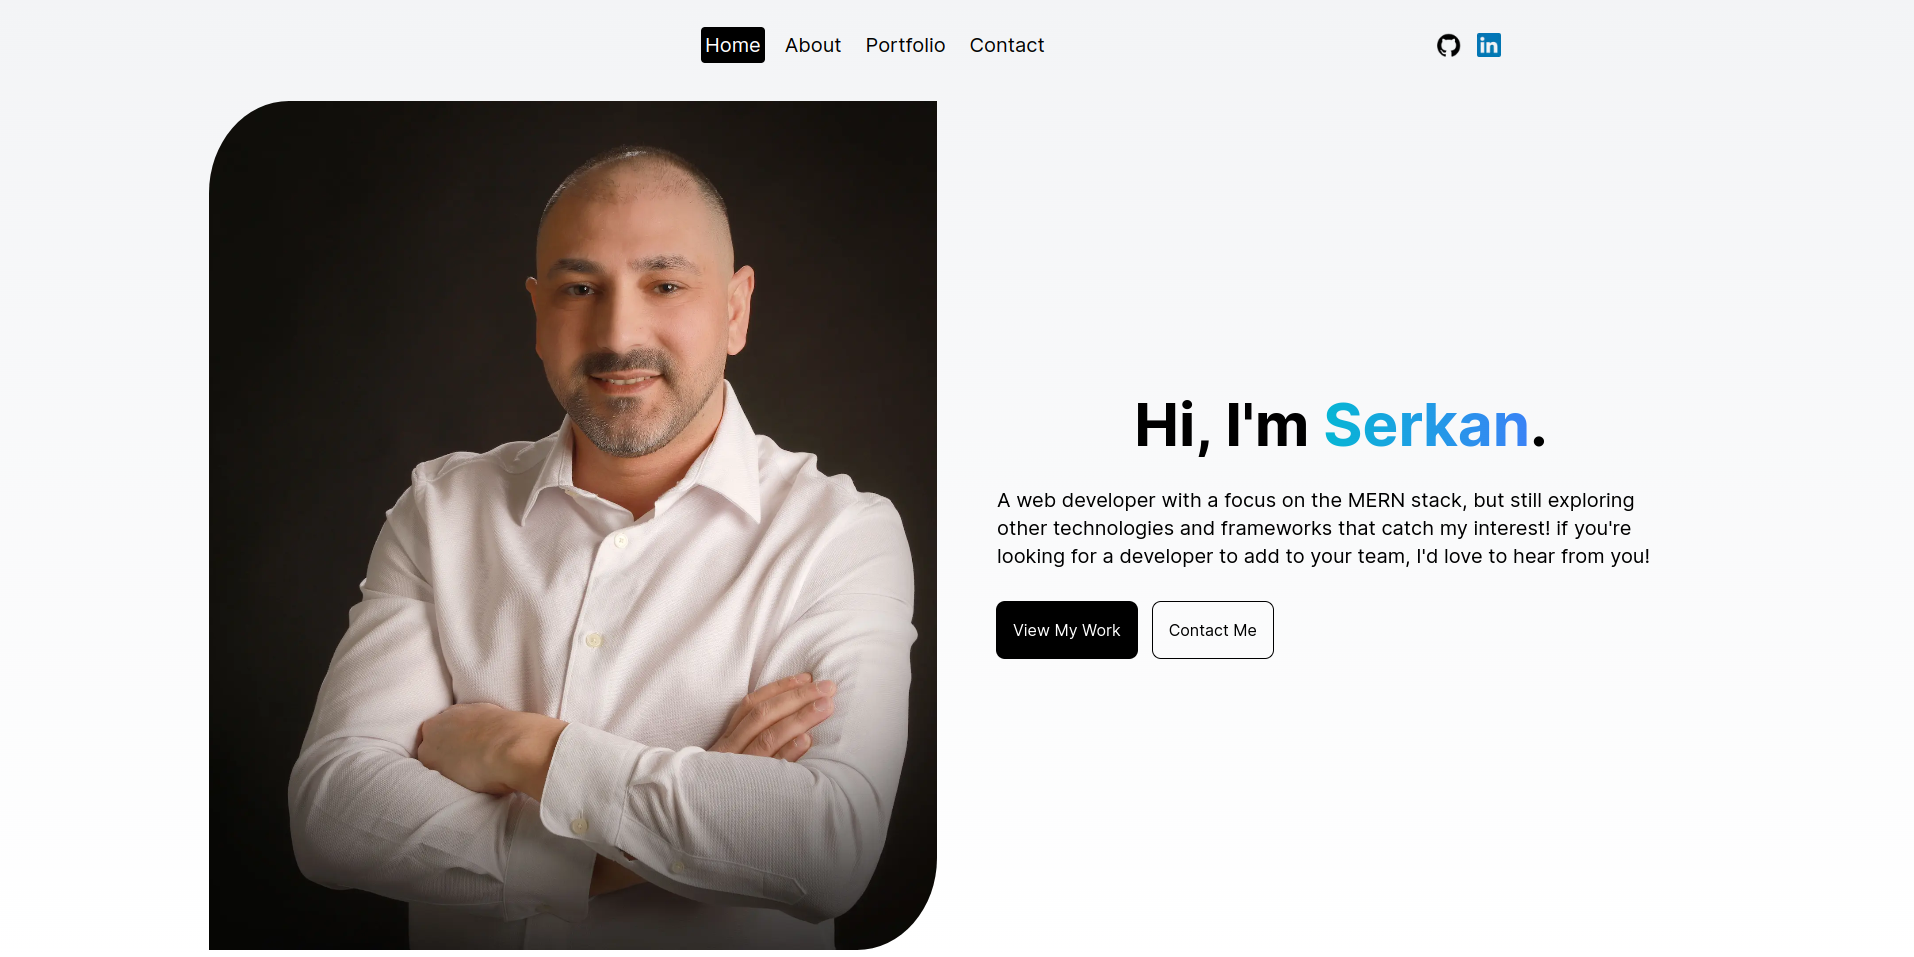 Home About Portfolio Contact
in
Hi, I'm Serkan.
A web developer with a focus on the MERN stack, but still exploring
other technologies and frameworks that catch my interest! if you're
looking for a developer to add to your team, I'd love to hear from you!
View My Work Contact Me